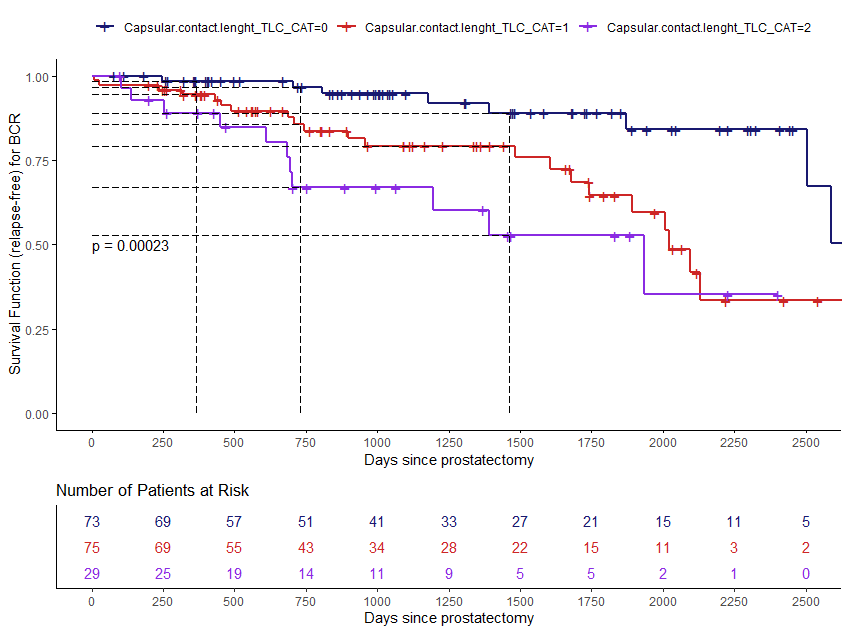 Capsular.contact.lenght_TLC_CAT=0 Capsular.contact.lenght_TLC_CAT=1 Capsular.contact.lenght_TLC_CAT=2
Survival Function (relapse-free) for BCR
1.00
0.75
0.50
0.25
0.00
p = 0.00023
0 250 500 750 1000 1250 1500 1750 2000 2250 2500
Days since prostatectomy
Number of Patients at Risk
73 69 57 51 41 33 27 21 15 11 5
75 69 55 43 34 28 22 15 11 3 2
29 25 19 14 11 9 5 5 2 1 0
0 250 500 750 1000 1250 1500 1750 2000 2250 2500
Days since prostatectomy